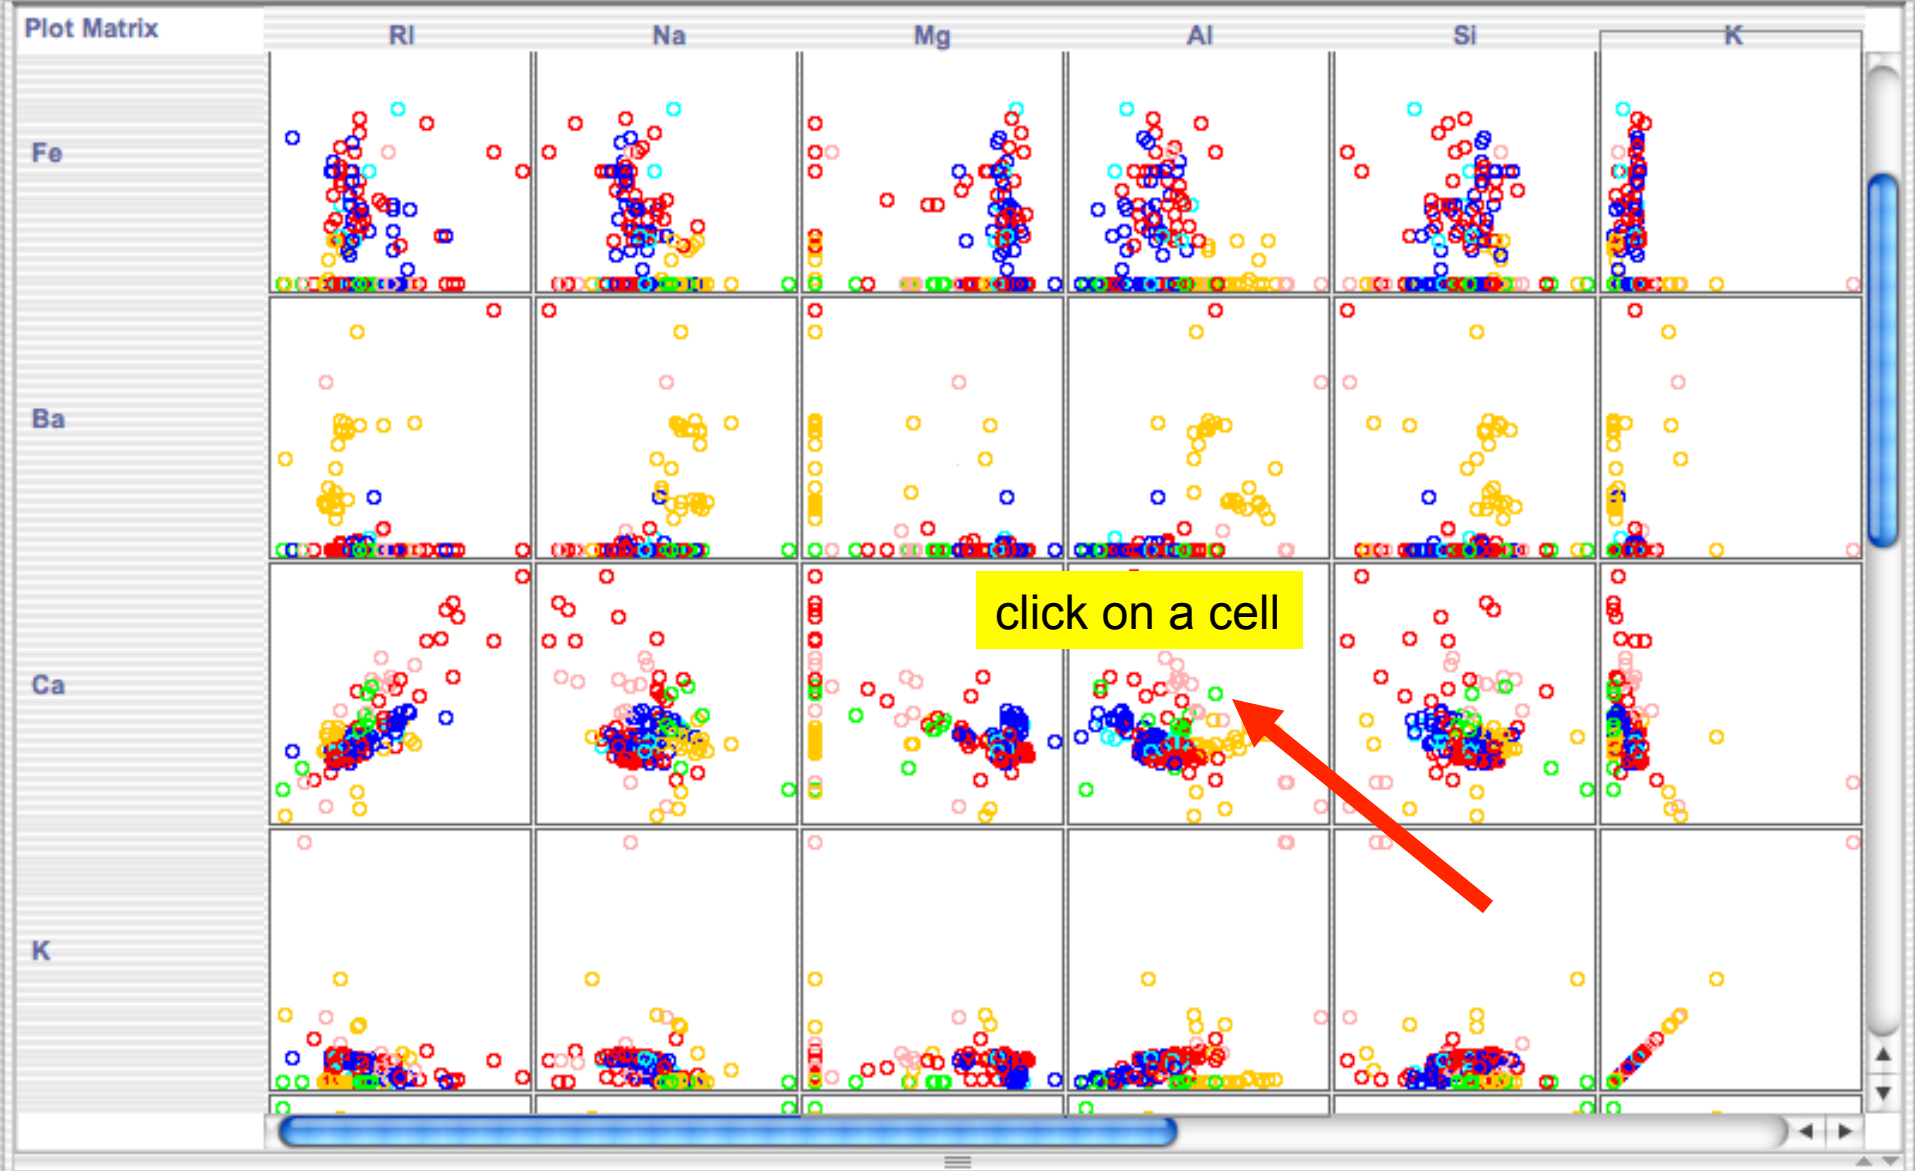 Plot Matrix
RI Na Mg Al Si K
Fe
Ba
click on a cell
Ca
K